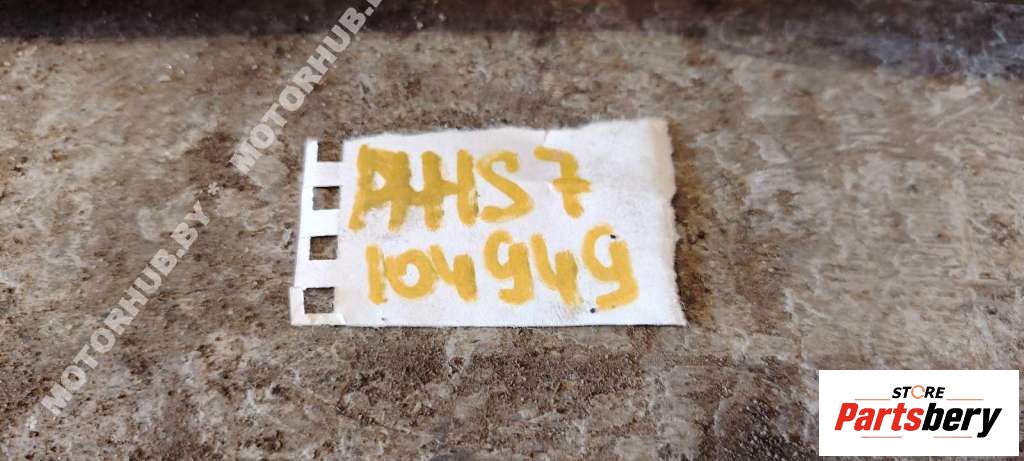 MOTORHUB.BY
AHS7
104949
MOTORHUB.BY
STORE
Partsbery